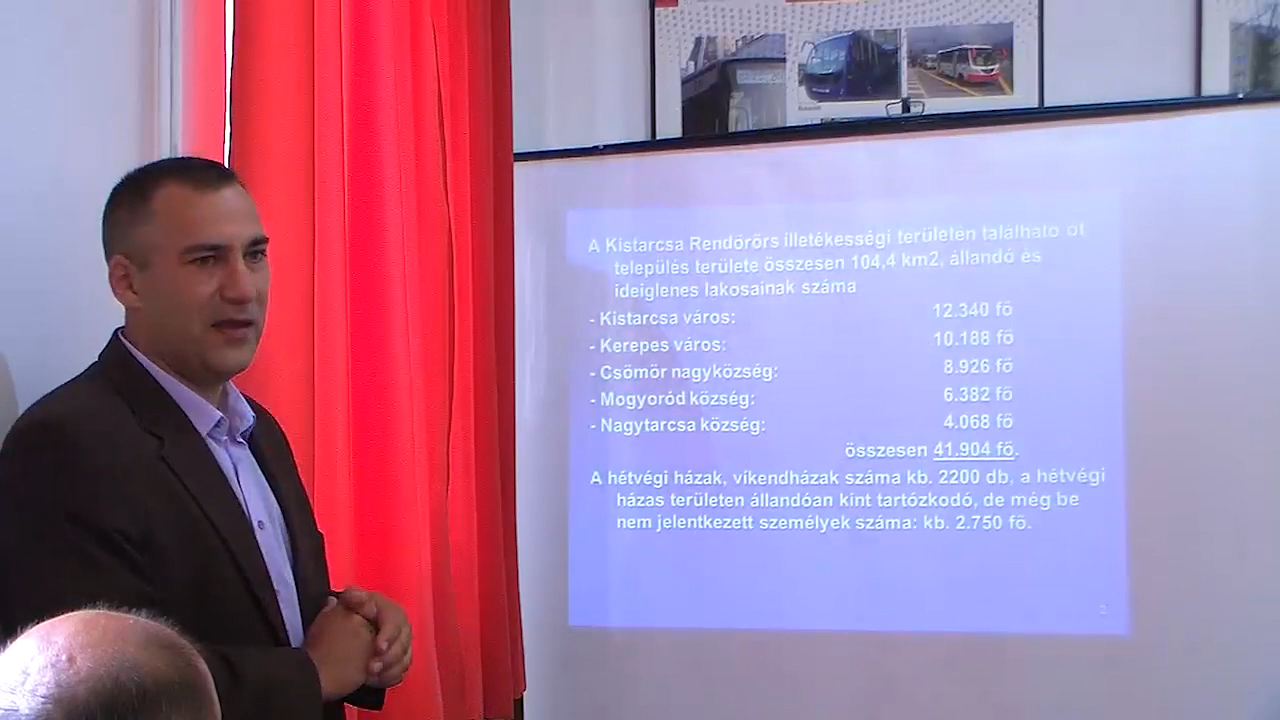 A Kistarcsa Rendőrőrs illetékességi területén található öt
település területe összesen 104,4 km2, állandó és
ideiglenes lakosainak száma
- Kistarcsa város: 12.340 fő
- Kerepes város: 10.188 fő
- Csömör nagyközség: 8.926 fő
- Mogyoród község: 6.382 fő
- Nagytarcsa község: 4.068 fő
összesen 41.904 fő.
A hétvégi házak, víkendházak száma kb. 2200 db, a hétvégi
házas területen állandóan kint tartózkodó, de még be
nem jelentkezett személyek száma: kb. 2.750 fő.